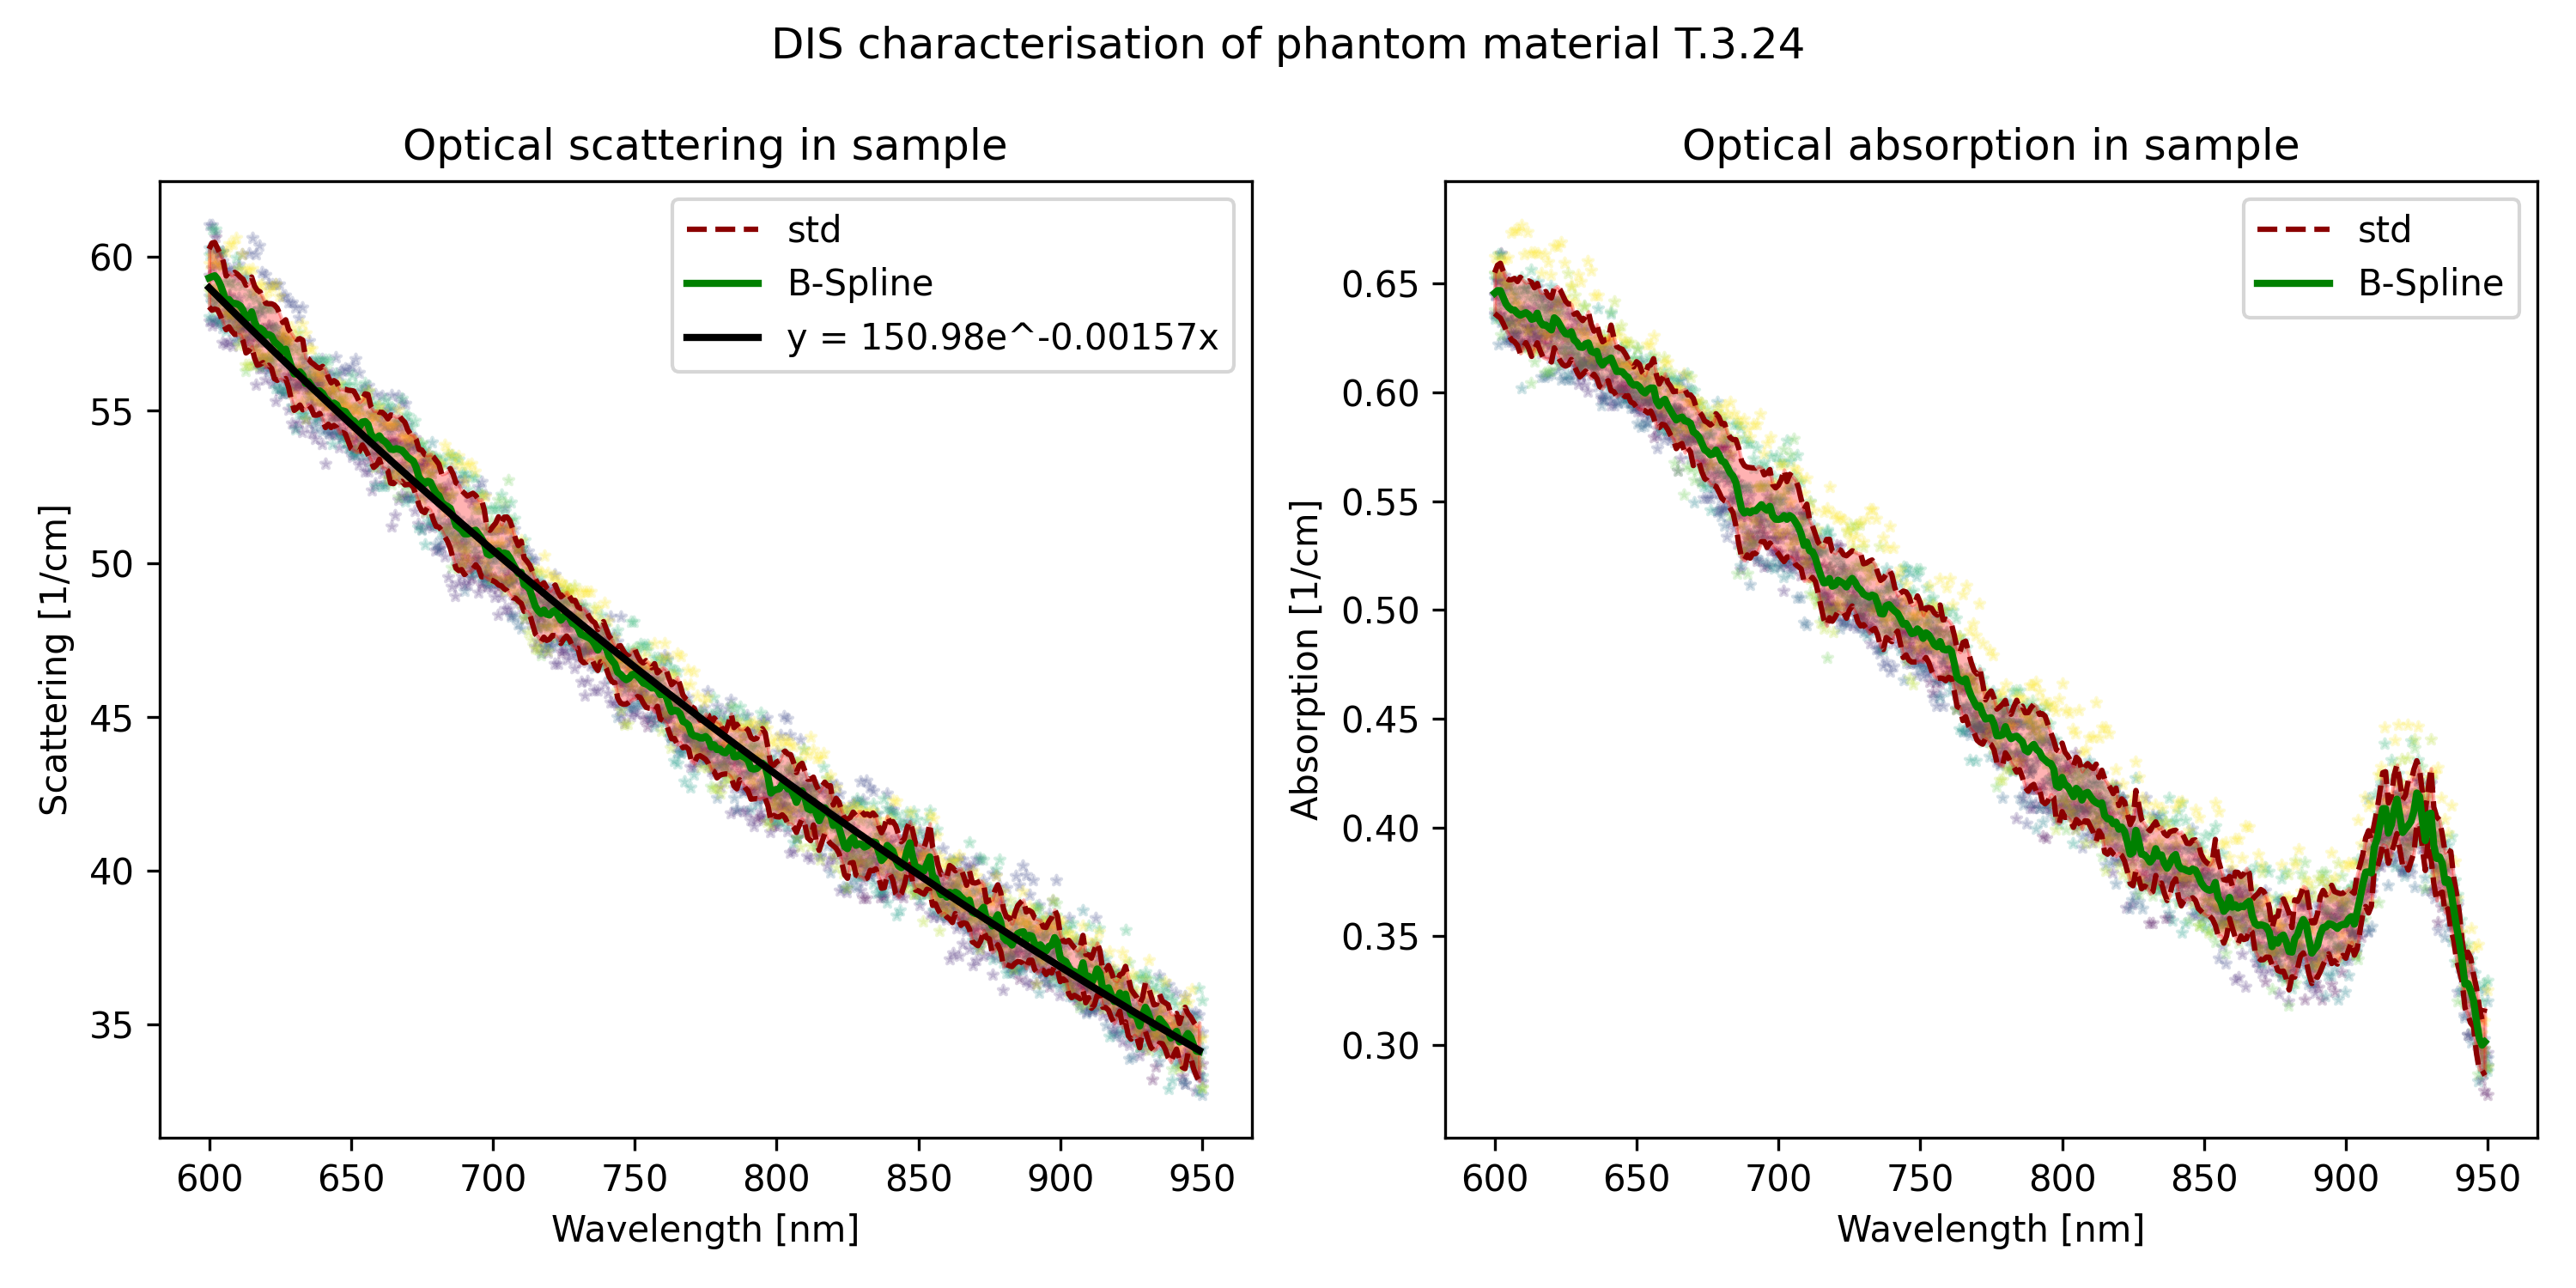 DIS characterisation of phantom material T.3.24
Optical scattering in sample
std
B-Spline
y = 150.98e^-0.00157x
Scattering [1/cm]
60
55
50
45
40
35
600 650 700 750 800 850 900 950
Wavelength [nm]
Optical absorption in sample
std
B-Spline
Absorption [1/cm]
0.65
0.60
0.55
0.50
0.45
0.40
0.35
0.30
600 650 700 750 800 850 900 950
Wavelength [nm]